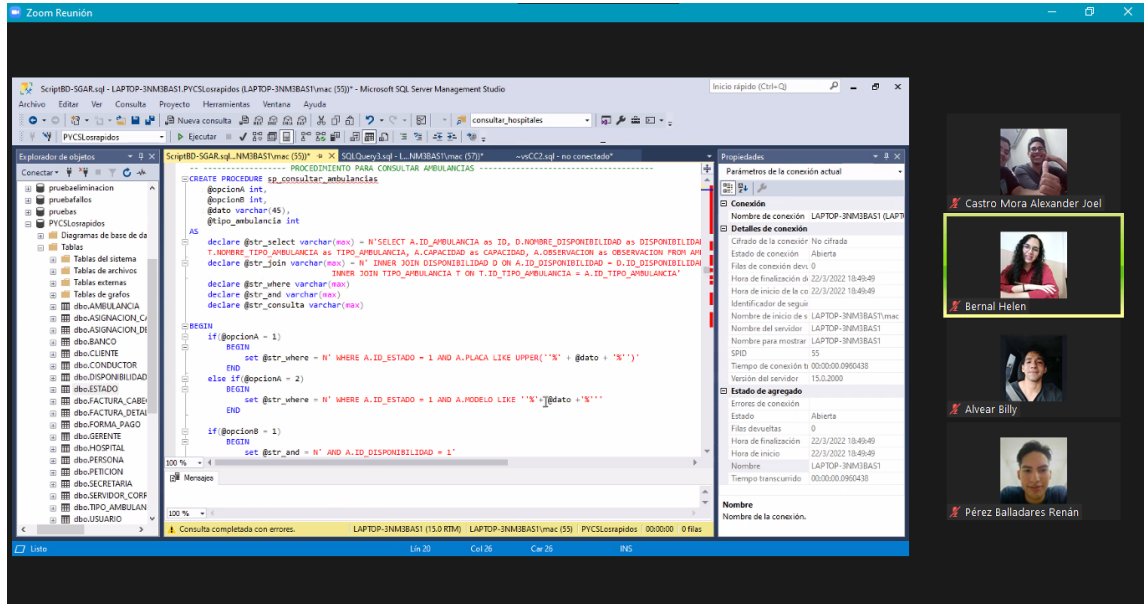 Zoom Reunión
ScriptBD-SGAR.sql - LAPTOP-3NM3BAS1.PYCSLosrapidos (LAPTOP-3NM3BAS1\mac (55))* - Microsoft SQL Server Management Studio
Inicio rápido (Ctrl+Q)
Archivo Editar Ver Consulta Proyecto Herramientas Ventana Ayuda
Nueva consulta
consultar_hospitales
PYCSLosrapidos
Ejecutar
Explorador de objetos
Conectar
pruebaeliminacion
pruebafallos
pruebas
PYCSLosrapidos
Diagramas de base de da
Tablas
Tablas del sistema
Tablas de archivos
Tablas externas
Tablas de grafos
dbo.AMBULANCIA
dbo.ASIGNACION_CA
dbo.ASIGNACION_DE
dbo.BANCO
dbo.CLIENTE
dbo.CONDUCTOR
dbo.DISPONIBILIDAD
dbo.ESTADO
dbo.FACTURA_CABE
dbo.FACTURA_DETAI
dbo.FORMA_PAGO
dbo.GERENTE
dbo.HOSPITAL
dbo.PERSONA
dbo.PETICION
dbo.SECRETARIA
dbo.SERVIDOR_CORR
dbo.TIPO_AMBULAN
dbo.USUARIO
ScriptBD-SGAR.sql...NM3BAS1\mac (55))*
SQLQuery3.sql - L...NM3BAS1\mac (57))*
~vsCC2.sql - no conectado*
-- -------------------- PROCEDIMIENTO PARA CONSULTAR AMBULANCIAS ------------------------------------
CREATE PROCEDURE sp_consultar_ambulancias
@opcionA int,
@opcionB int,
@dato varchar(45),
@tipo_ambulancia int
AS
declare @str_select varchar(max) = N'SELECT A.ID_AMBULANCIA as ID, D.NOMBRE_DISPONIBILIDAD as DISPONIBILIDAD
T.NOMBRE_TIPO_AMBULANCIA as TIPO_AMBULANCIA, A.CAPACIDAD as CAPACIDAD, A.OBSERVACION as OBSERVACION FROM AM
declare @str_join varchar(max) = N' INNER JOIN DISPONIBILIDAD D ON A.ID_DISPONIBILIDAD = D.ID_DISPONIBILIDAD
INNER JOIN TIPO_AMBULANCIA T ON T.ID_TIPO_AMBULANCIA = A.ID_TIPO_AMBULANCIA'
declare @str_where varchar(max)
declare @str_and varchar(max)
declare @str_consulta varchar(max)
BEGIN
if(@opcionA = 1)
BEGIN
set @str_where = N' WHERE A.ID_ESTADO = 1 AND A.PLACA LIKE UPPER(''%' + @dato + '%'')'
END
else if(@opcionA = 2)
BEGIN
set @str_where = N' WHERE A.ID_ESTADO = 1 AND A.MODELO LIKE ''%'+ @dato +'%'''
END
if(@opcionB = 1)
BEGIN
set @str_and = N' AND A.ID_DISPONIBILIDAD = 1'
100 %
Mensajes
100 %
Consulta completada con errores.
LAPTOP-3NM3BAS1 (15.0 RTM) LAPTOP-3NM3BAS1\mac (55) PYCSLosrapidos 00:00:00 0 filas
Propiedades
Parámetros de la conexión actual
Conexión
Nombre de conexión LAPTOP-3NM3BAS1 (LAPT
Detalles de conexión
Cifrado de la conexiór No cifrada
Estado de conexión Abierta
Filas de conexión devu 0
Hora de finalización de 22/3/2022 18:49:49
Hora de inicio de la co 22/3/2022 18:49:49
Identificador de seguir
Nombre de inicio de s LAPTOP-3NM3BAS1\mac
Nombre del servidor LAPTOP-3NM3BAS1
Nombre para mostrar LAPTOP-3NM3BAS1
SPID 55
Tiempo de conexión tr 00:00:00.0960438
Versión del servidor 15.0.2000
Estado de agregado
Errores de conexión
Estado Abierta
Filas devueltas 0
Hora de finalización 22/3/2022 18:49:49
Hora de inicio 22/3/2022 18:49:49
Nombre LAPTOP-3NM3BAS1
Tiempo transcurrido 00:00:00.0960438
Nombre
Nombre de la conexión.
Listo
Lín 20 Col 26 Car 26 INS
Castro Mora Alexander Joel
Bernal Helen
Alvear Billy
Pérez Balladares Renán